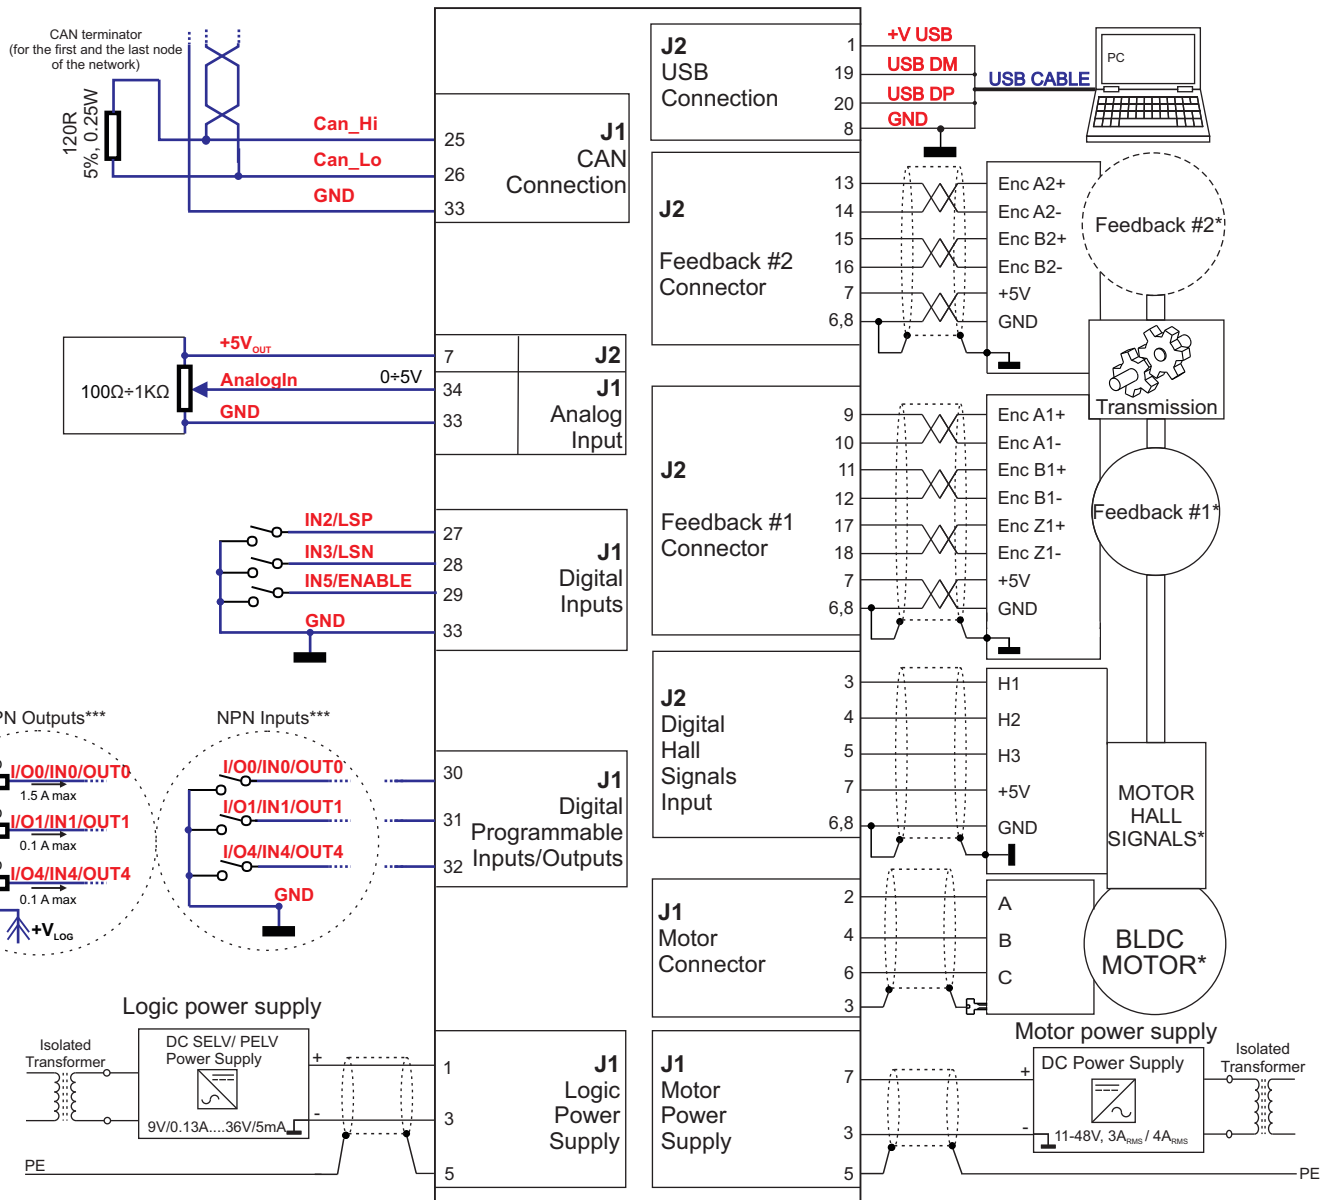 CAN terminator
(for the first and the last node
of the network)
120R
5%, 0.25W
Can_Hi
Can_Lo
GND
25
26
33
J1
CAN
Connection
J2
USB
Connection
1
19
20
8
+V USB
USB DM
USB DP
GND
USB CABLE
PC
J2
Feedback #2
Connector
13
14
15
16
7
6,8
Enc A2+
Enc A2-
Enc B2+
Enc B2-
+5V
GND
Feedback #2*
Transmission
100Ω÷1KΩ
+5VOUT
AnalogIn
0÷5V
GND
7
34
33
J2
J1
Analog
Input
J2
Feedback #1
Connector
9
10
11
12
17
18
7
6,8
Enc A1+
Enc A1-
Enc B1+
Enc B1-
Enc Z1+
Enc Z1-
+5V
GND
Feedback #1*
IN2/LSP
IN3/LSN
IN5/ENABLE
GND
27
28
29
33
J1
Digital
Inputs
J2
Digital
Hall
Signals
Input
3
4
5
7
6,8
H1
H2
H3
+5V
GND
MOTOR
HALL
SIGNALS*
PN Outputs***
I/O0/IN0/OUT0
1.5 A max
I/O1/IN1/OUT1
0.1 A max
I/O4/IN4/OUT4
0.1 A max
+VLOG
NPN Inputs***
I/O0/IN0/OUT0
I/O1/IN1/OUT1
I/O4/IN4/OUT4
GND
30
31
32
J1
Digital
Programmable
Inputs/Outputs
J1
Motor
Connector
2
4
6
3
A
B
C
BLDC
MOTOR*
Logic power supply
Isolated
Transformer
DC SELV/ PELV
Power Supply
9V/0.13A....36V/5mA
+
-
PE
1
3
5
J1
Logic
Power
Supply
J1
Motor
Power
Supply
7
3
5
Motor power supply
+
-
DC Power Supply
11-48V, 3ARMS / 4ARMS
Isolated
Transformer
PE